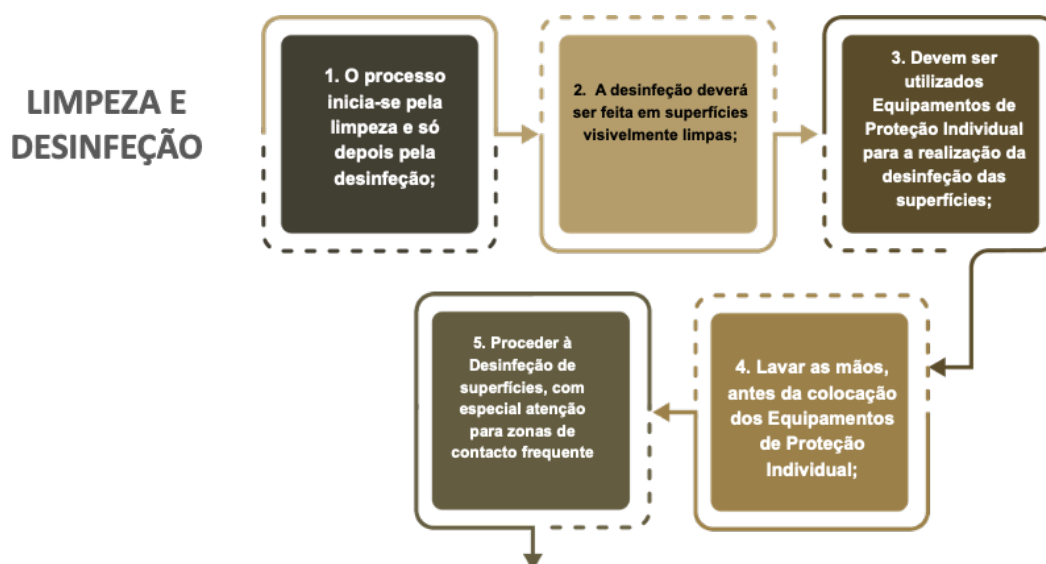 LIMPEZA E
DESINFEÇÃO
1. O processo
inicia-se pela
limpeza e só
depois pela
desinfeção;
2. A desinfeção deverá
ser feita em superfícies
visivelmente limpas;
3. Devem ser
utilizados
Equipamentos de
Proteção Individual
para a realização da
desinfeção das
superfícies;
4. Lavar as mãos,
antes da colocação
dos Equipamentos
de Proteção
Individual;
5. Proceder à
Desinfeção de
superfícies, com
especial atenção
para zonas de
contacto frequente